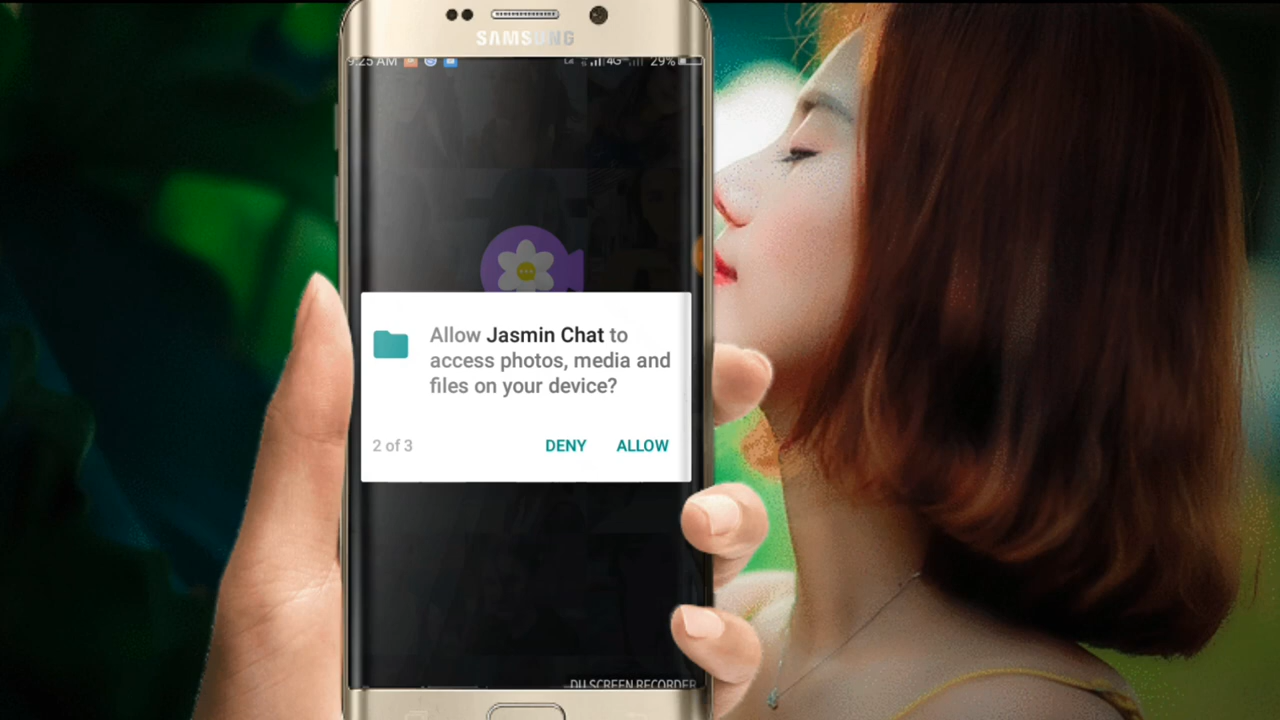 SAMSUNG
9:25 AM 4G 29%
Allow Jasmin Chat to
access photos, media and
files on your device?
2 of 3 DENY ALLOW
DU SCREEN RECORDER